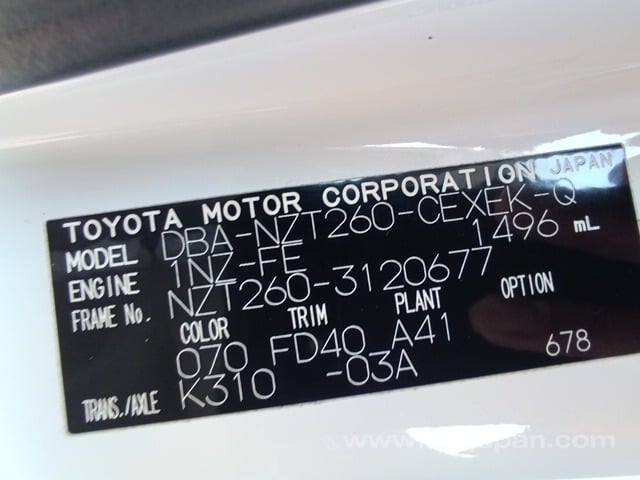 TOYOTA MOTOR CORPORATION JAPAN
MODEL DBA-NZT260-CEXEK-Q
ENGINE 1NZ-FE 1496 mL
FRAME No. NZT260-3120677
COLOR TRIM PLANT OPTION
070 FD40 A41 678
TRANS./AXLE K310 -03A